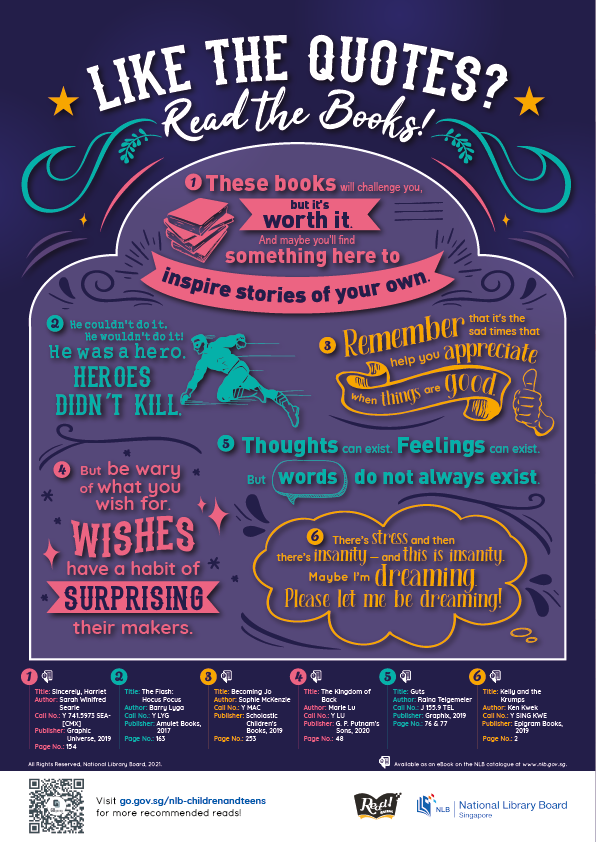 LIKE THE QUOTES?
Read the Books!
1 These books will challenge you,
but it's
worth it.
And maybe you'll find
something here to
inspire stories of your own.
2 He couldn't do it.
He wouldn't do it!
He was a hero.
HEROES
DIDN'T KILL.
3 Remember that it's the
sad times that
help you appreciate
when things are good.
4 But be wary
of what you
wish for.
WISHES
have a habit of
SURPRISING
their makers.
5 Thoughts can exist. Feelings can exist.
But words do not always exist.
6 There's stress and then
there's insanity – and this is insanity.
Maybe I'm dreaming.
Please let me be dreaming!
1
Title: Sincerely, Harriet
Author: Sarah Winifred
Searle
Call No.: Y 741.5973 SEA-
[CMX]
Publisher: Graphic
Universe, 2019
Page No.: 154
2
Title: The Flash:
Hocus Pocus
Author: Barry Lyga
Call No.: Y LYG
Publisher: Amulet Books,
2017
Page No.: 163
3
Title: Becoming Jo
Author: Sophie McKenzie
Call No.: Y MAC
Publisher: Scholastic
Children's
Books, 2019
Page No.: 253
4
Title: The Kingdom of
Back
Author: Marie Lu
Call No.: Y LU
Publisher: G. P. Putnam's
Sons, 2020
Page No.: 48
5
Title: Guts
Author: Raina Telgemeier
Call No.: J 155.9 TEL
Publisher: Graphix, 2019
Page No.: 76 & 77
6
Title: Kelly and the
Krumps
Author: Ken Kwek
Call No.: Y SING KWE
Publisher: Epigram Books,
2019
Page No.: 2
All Rights Reserved, National Library Board, 2021.
Available as an eBook on the NLB catalogue at www.nlb.gov.sg.
Visit go.gov.sg/nlb-childrenandteens
for more recommended reads!
Read!
NLB
National Library Board
Singapore